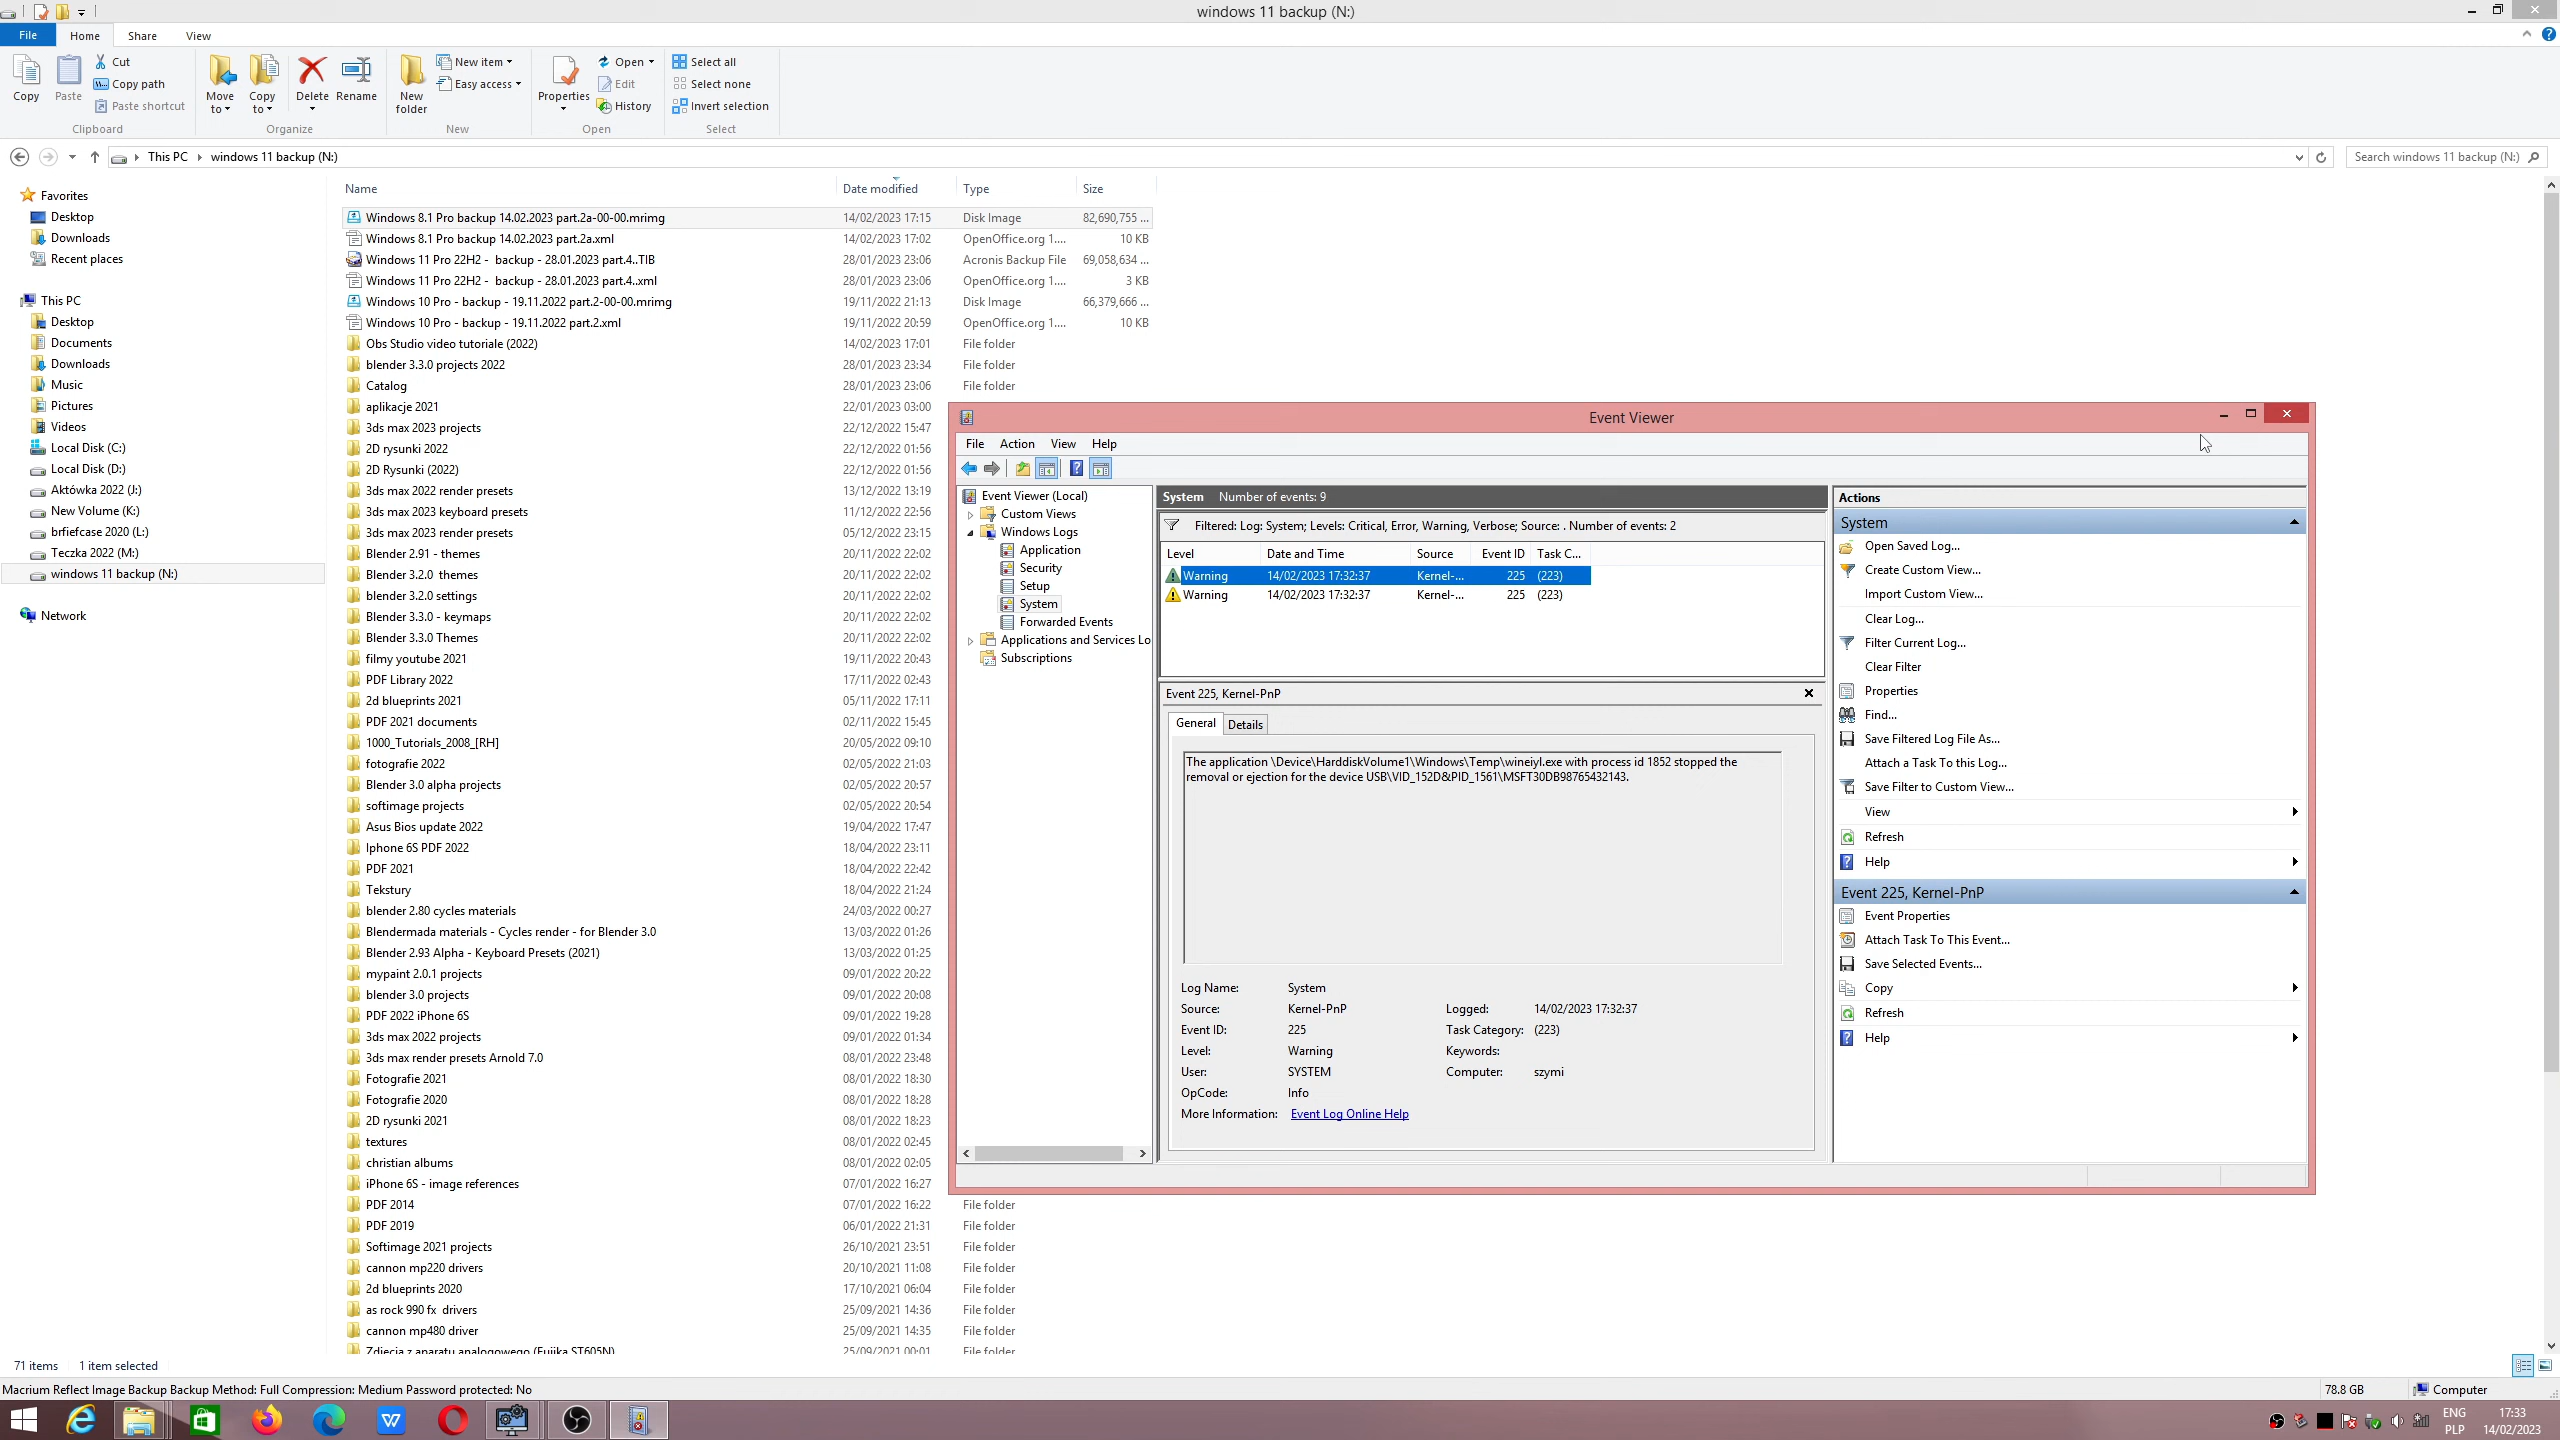 windows 11 backup (N:)
File Home Share View
Copy
Paste
Cut
Copy path
Paste shortcut
Clipboard
Move to
Copy to
Delete
Rename
Organize
New folder
New item
Easy access
New
Properties
Open
Edit
History
Open
Select all
Select none
Invert selection
Select
This PC windows 11 backup (N:)
Search windows 11 backup (N:)
Favorites
Desktop
Downloads
Recent places
This PC
Desktop
Documents
Downloads
Music
Pictures
Videos
Local Disk (C:)
Local Disk (D:)
Aktówka 2022 (J:)
New Volume (K:)
brfiefcase 2020 (L:)
Teczka 2022 (M:)
windows 11 backup (N:)
Network
Name Date modified Type Size
Windows 8.1 Pro backup 14.02.2023 part.2a-00-00.mrimg 14/02/2023 17:15 Disk Image 82,690,755 ...
Windows 8.1 Pro backup 14.02.2023 part.2a.xml 14/02/2023 17:02 OpenOffice.org 1.... 10 KB
Windows 11 Pro 22H2 - backup - 28.01.2023 part.4..TIB 28/01/2023 23:06 Acronis Backup File 69,058,634 ...
Windows 11 Pro 22H2 - backup - 28.01.2023 part.4..xml 28/01/2023 23:06 OpenOffice.org 1.... 3 KB
Windows 10 Pro - backup - 19.11.2022 part.2-00-00.mrimg 19/11/2022 21:13 Disk Image 66,379,666 ...
Windows 10 Pro - backup - 19.11.2022 part.2.xml 19/11/2022 20:59 OpenOffice.org 1.... 10 KB
Obs Studio video tutoriale (2022) 14/02/2023 17:01 File folder
blender 3.3.0 projects 2022 28/01/2023 23:34 File folder
Catalog 28/01/2023 23:06 File folder
aplikacje 2021 22/01/2023 03:00
3ds max 2023 projects 22/12/2022 15:47
2D rysunki 2022 22/12/2022 01:56
2D Rysunki (2022) 22/12/2022 01:56
3ds max 2022 render presets 13/12/2022 13:19
3ds max 2023 keyboard presets 11/12/2022 22:56
3ds max 2023 render presets 05/12/2022 23:15
Blender 2.91 - themes 20/11/2022 22:02
Blender 3.2.0 themes 20/11/2022 22:02
blender 3.2.0 settings 20/11/2022 22:02
Blender 3.3.0 - keymaps 20/11/2022 22:02
Blender 3.3.0 Themes 20/11/2022 22:02
filmy youtube 2021 19/11/2022 20:43
PDF Library 2022 17/11/2022 02:43
2d blueprints 2021 05/11/2022 17:11
PDF 2021 documents 02/11/2022 15:45
1000_Tutorials_2008_[RH] 20/05/2022 09:10
fotografie 2022 02/05/2022 21:03
Blender 3.0 alpha projects 02/05/2022 20:57
softimage projects 02/05/2022 20:54
Asus Bios update 2022 19/04/2022 17:47
Iphone 6S PDF 2022 18/04/2022 23:11
PDF 2021 18/04/2022 22:42
Tekstury 18/04/2022 21:24
blender 2.80 cycles materials 24/03/2022 00:27
Blendermada materials - Cycles render - for Blender 3.0 13/03/2022 01:26
Blender 2.93 Alpha - Keyboard Presets (2021) 13/03/2022 01:25
mypaint 2.0.1 projects 09/01/2022 20:22
blender 3.0 projects 09/01/2022 20:08
PDF 2022 iPhone 6S 09/01/2022 19:28
3ds max 2022 projects 09/01/2022 01:34
3ds max render presets Arnold 7.0 08/01/2022 23:48
Fotografie 2021 08/01/2022 18:30
Fotografie 2020 08/01/2022 18:28
2D rysunki 2021 08/01/2022 18:23
textures 08/01/2022 02:45
christian albums 08/01/2022 02:05
iPhone 6S - image references 07/01/2022 16:27
PDF 2014 07/01/2022 16:22 File folder
PDF 2019 06/01/2022 21:31 File folder
Softimage 2021 projects 26/10/2021 23:51 File folder
cannon mp220 drivers 20/10/2021 11:08 File folder
2d blueprints 2020 17/10/2021 06:04 File folder
as rock 990 fx drivers 25/09/2021 14:36 File folder
cannon mp480 driver 25/09/2021 14:35 File folder
Zdjecia z aparatu analogowego (Fujika ST605N) 25/09/2021 00:01 File folder
Event Viewer
File Action View Help
Event Viewer (Local)
Custom Views
Windows Logs
Application
Security
Setup
System
Forwarded Events
Applications and Services Lo
Subscriptions
System Number of events: 9
Filtered: Log: System; Levels: Critical, Error, Warning, Verbose; Source: . Number of events: 2
Level Date and Time Source Event ID Task C...
Warning 14/02/2023 17:32:37 Kernel-... 225 (223)
Warning 14/02/2023 17:32:37 Kernel-... 225 (223)
Event 225, Kernel-PnP
General Details
The application \Device\HarddiskVolume1\Windows\Temp\wineiyl.exe with process id 1852 stopped the
removal or ejection for the device USB\VID_152D&PID_1561\MSFT30DB98765432143.
Log Name: System
Source: Kernel-PnP Logged: 14/02/2023 17:32:37
Event ID: 225 Task Category: (223)
Level: Warning Keywords:
User: SYSTEM Computer: szymi
OpCode: Info
More Information: Event Log Online Help
Actions
System
Open Saved Log...
Create Custom View...
Import Custom View...
Clear Log...
Filter Current Log...
Clear Filter
Properties
Find...
Save Filtered Log File As...
Attach a Task To this Log...
Save Filter to Custom View...
View
Refresh
Help
Event 225, Kernel-PnP
Event Properties
Attach Task To This Event...
Save Selected Events...
Copy
Refresh
Help
71 items 1 item selected
Macrium Reflect Image Backup Backup Method: Full Compression: Medium Password protected: No 78.8 GB Computer
ENG 17:33
PLP 14/02/2023